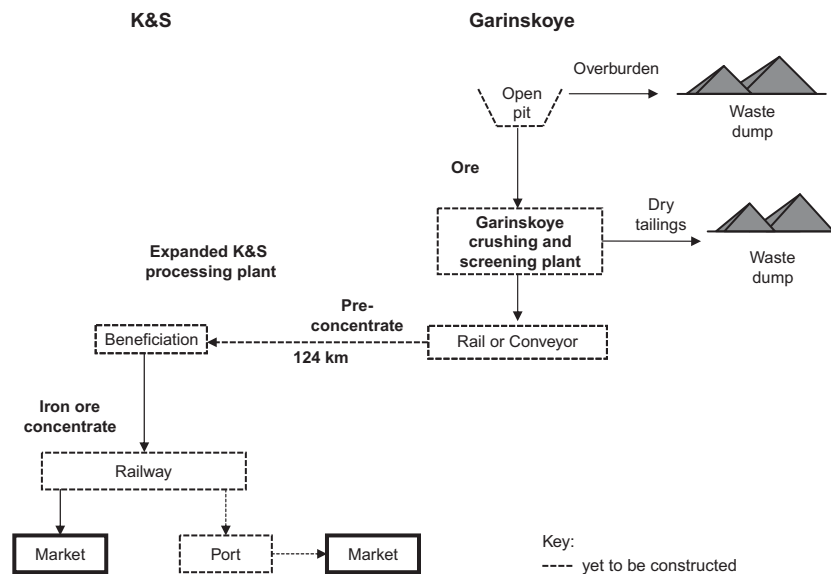 K&S
Garinskoye
Overburden
Open
pit
Waste
dump
Ore
Dry
tailings
Garinskoye
crushing and
screening plant
Waste
dump
Expanded K&S
processing plant
Pre-
concentrate
Beneficiation
124 km
Rail or Conveyor
Iron ore
concentrate
Railway
Market
Port
Market
Key:
yet to be constructed